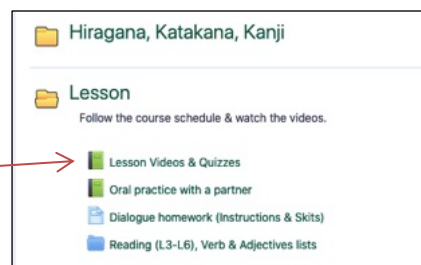 Hiragana, Katakana, Kanji
Lesson
Follow the course schedule & watch the videos.
Lesson Videos & Quizzes
Oral practice with a partner
Dialogue homework (Instructions & Skits)
Reading (L3-L6), Verb & Adjectives lists